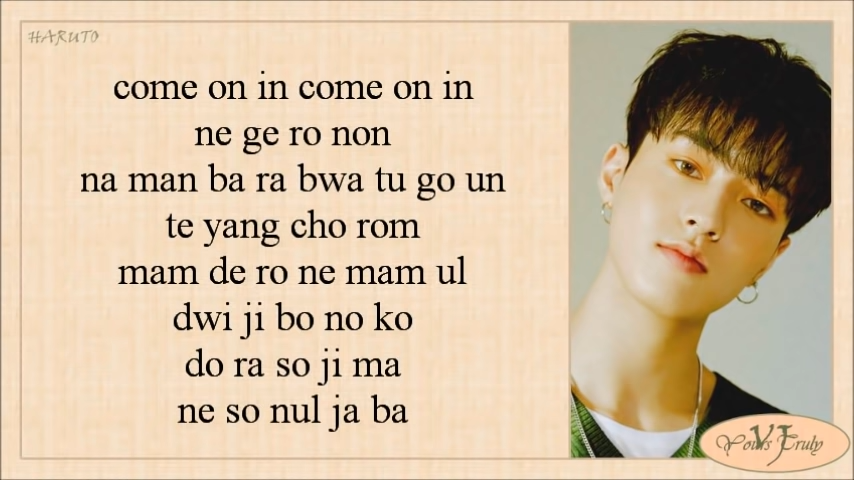 HARUTO
come on in come on in
ne ge ro non
na man ba ra bwa tu go un
te yang cho rom
mam de ro ne mam ul
dwi ji bo no ko
do ra so ji ma
ne so nul ja ba
VJ
Yours Truly